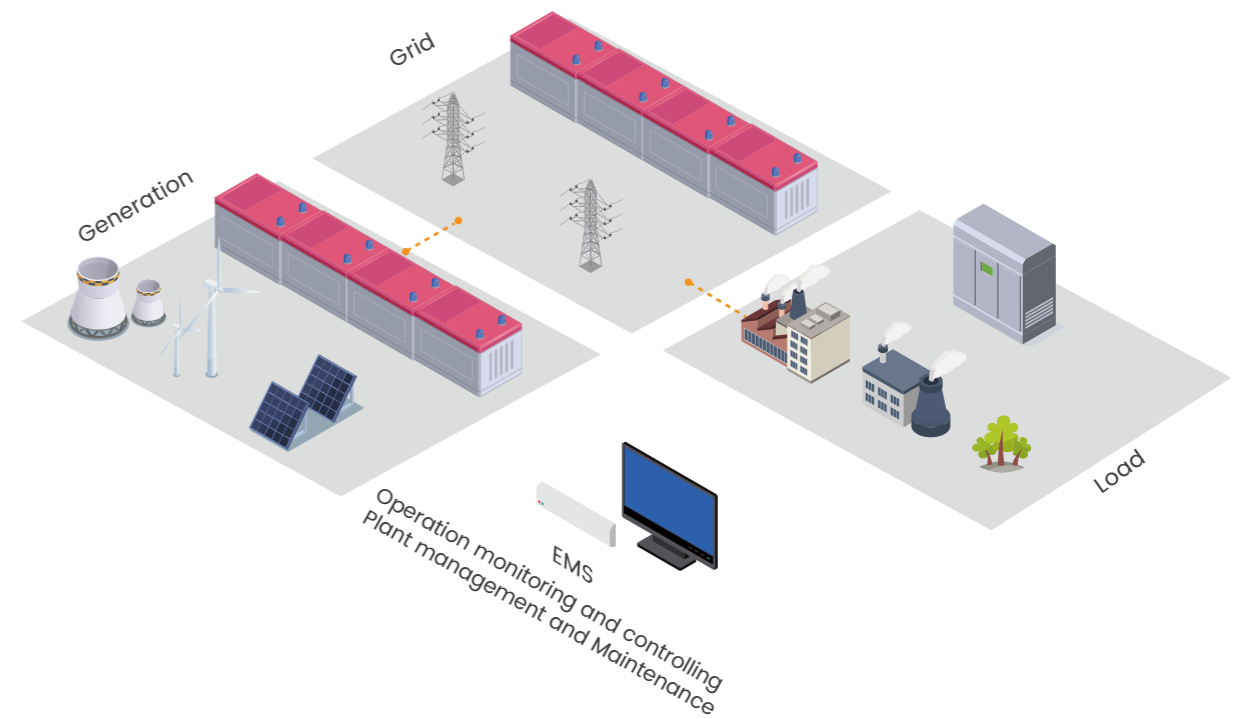 Grid
Generation
Load
EMS
Operation monitoring and controlling
Plant management and Maintenance